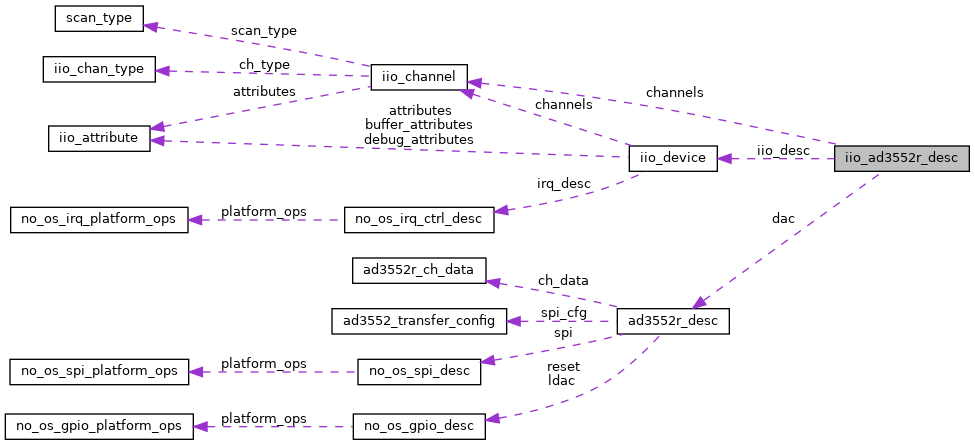 scan_type
scan_type
iio_chan_type
ch_type
iio_channel
attributes
channels
channels
iio_attribute
attributes
buffer_attributes
debug_attributes
iio_device
iio_desc
iio_ad3552r_desc
irq_desc
no_os_irq_platform_ops
platform_ops
no_os_irq_ctrl_desc
dac
ad3552r_ch_data
ch_data
ad3552_transfer_config
spi_cfg
ad3552r_desc
spi
no_os_spi_platform_ops
platform_ops
no_os_spi_desc
reset
ldac
no_os_gpio_platform_ops
platform_ops
no_os_gpio_desc